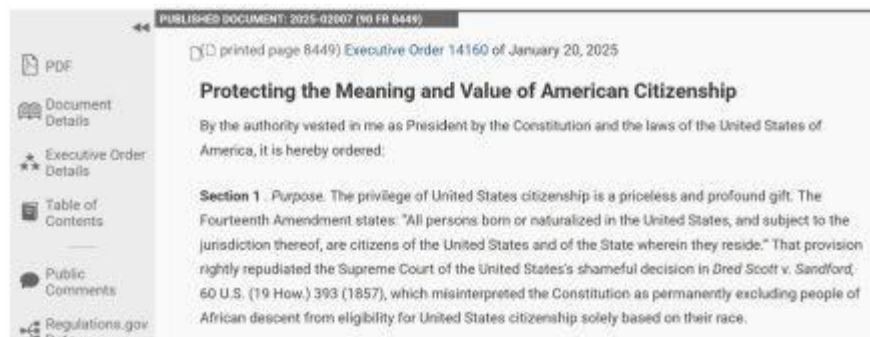 PUBLISHED DOCUMENT: 2025-02007 (90 FR 8449)
PDF
Document
Details
Executive Order
Details
Table of
Contents
Public
Comments
Regulations.gov
( printed page 8449) Executive Order 14160 of January 20, 2025
Protecting the Meaning and Value of American Citizenship
By the authority vested in me as President by the Constitution and the laws of the United States of
America, it is hereby ordered:
Section 1 . Purpose. The privilege of United States citizenship is a priceless and profound gift. The
Fourteenth Amendment states: "All persons born or naturalized in the United States, and subject to the
jurisdiction thereof, are citizens of the United States and of the State wherein they reside." That provision
rightly repudiated the Supreme Court of the United States's shameful decision in Dred Scott v. Sandford,
60 U.S. (19 How.) 393 (1857), which misinterpreted the Constitution as permanently excluding people of
African descent from eligibility for United States citizenship solely based on their race.